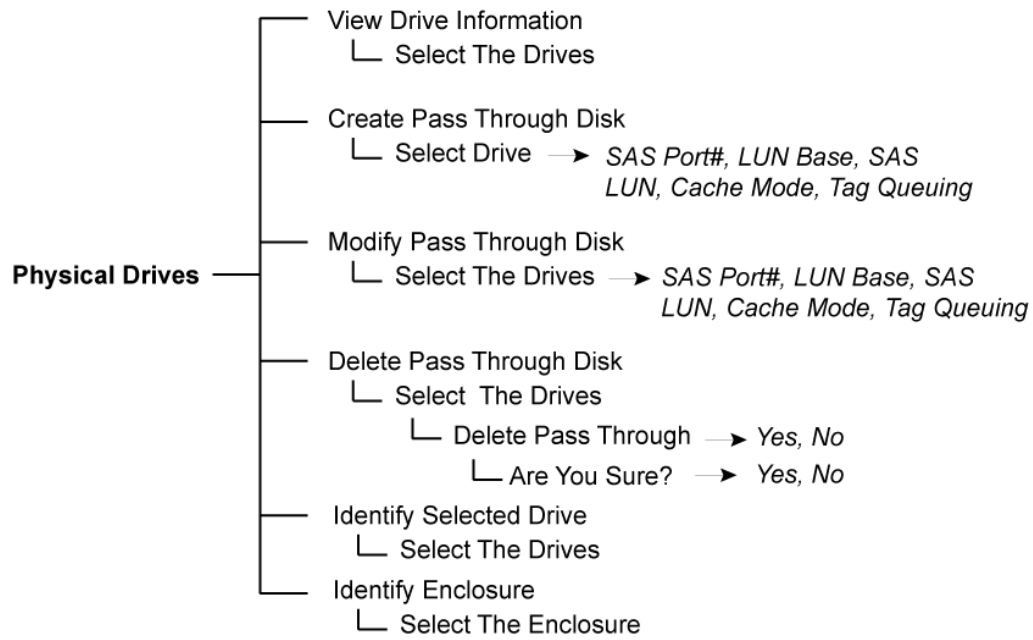 View Drive Information
Select The Drives
Create Pass Through Disk
Select Drive
SAS Port#, LUN Base, SAS
LUN, Cache Mode, Tag Queuing
Modify Pass Through Disk
Physical Drives
Select The Drives
SAS Port#, LUN Base, SAS
LUN, Cache Mode, Tag Queuing
Delete Pass Through Disk
Select The Drives
Delete Pass Through
Yes, No
Are You Sure?
Yes, No
Identify Selected Drive
Select The Drives
Identify Enclosure
Select The Enclosure